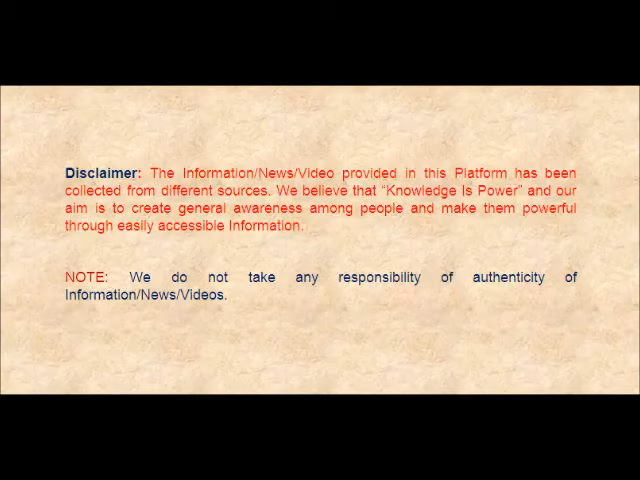 Disclaimer: The Information/News/Video provided in this Platform has been
collected from different sources. We believe that “Knowledge Is Power” and our
aim is to create general awareness among people and make them powerful
through easily accessible Information.
NOTE: We do not take any responsibility of authenticity of
Information/News/Videos.